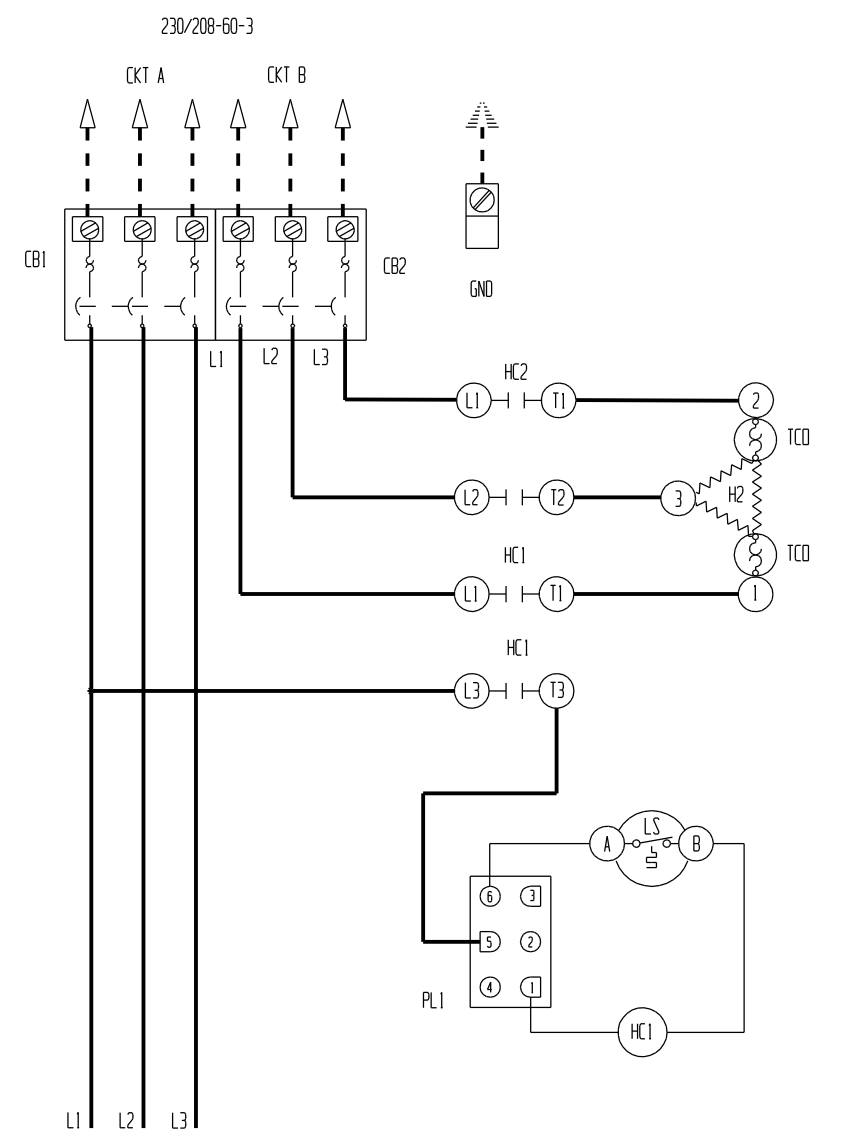 230/208-60-3
CKT A
CKT B
CB1
CB2
GND
L1
L2
L3
HC2
L1
T1
2
TCO
L2
T2
3
H2
HC1
TCO
L1
T1
1
HC1
L3
T3
LS
A
B
6
3
5
2
4
1
PL1
HC1
L1
L2
L3